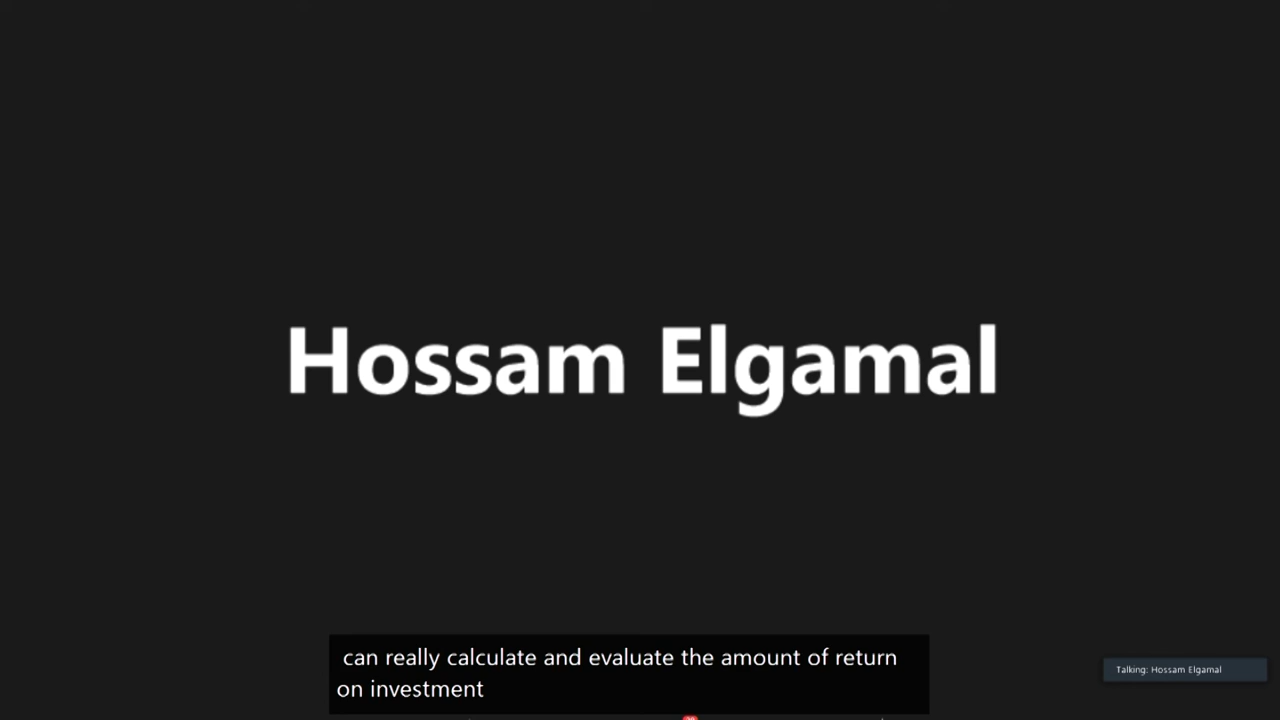 Hossam Elgamal
can really calculate and evaluate the amount of return
on investment
Talking: Hossam Elgamal